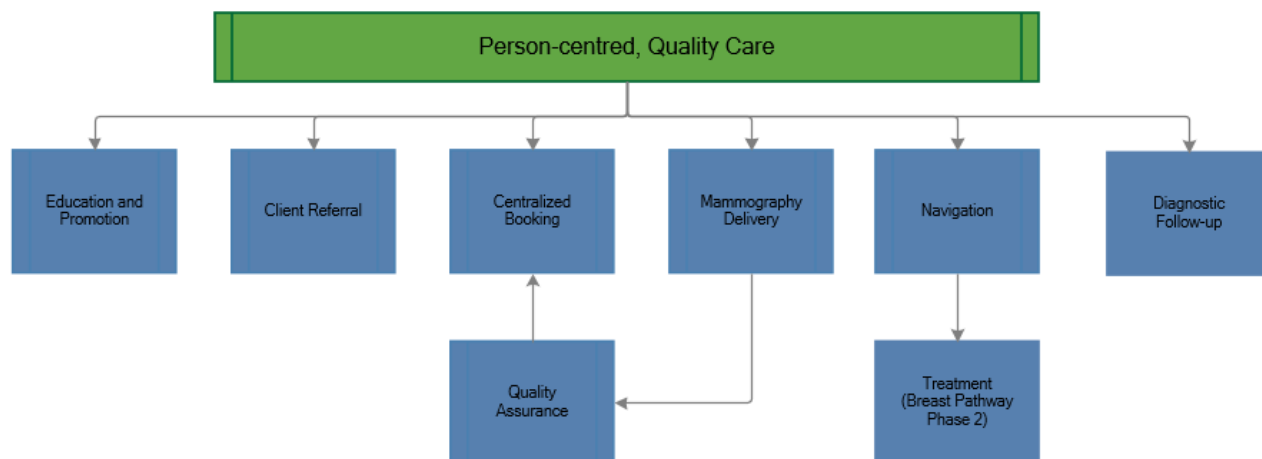 Person-centred, Quality Care
Education and
Promotion
Client Referral
Centralized
Booking
Mammography
Delivery
Navigation
Diagnostic
Follow-up
Quality
Assurance
Treatment
(Breast Pathway
Phase 2)